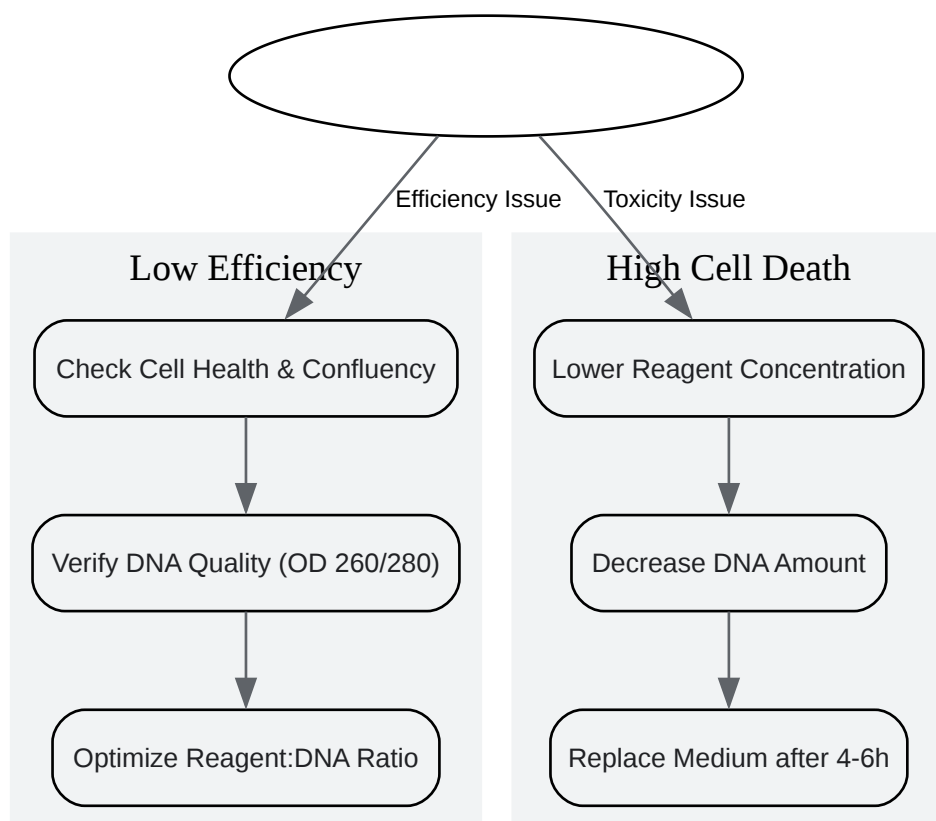 Efficiency Issue
Toxicity Issue
Low Efficiency
High Cell Death
Check Cell Health & Confluency
Lower Reagent Concentration
Verify DNA Quality (OD 260/280)
Decrease DNA Amount
Optimize Reagent:DNA Ratio
Replace Medium after 4-6h